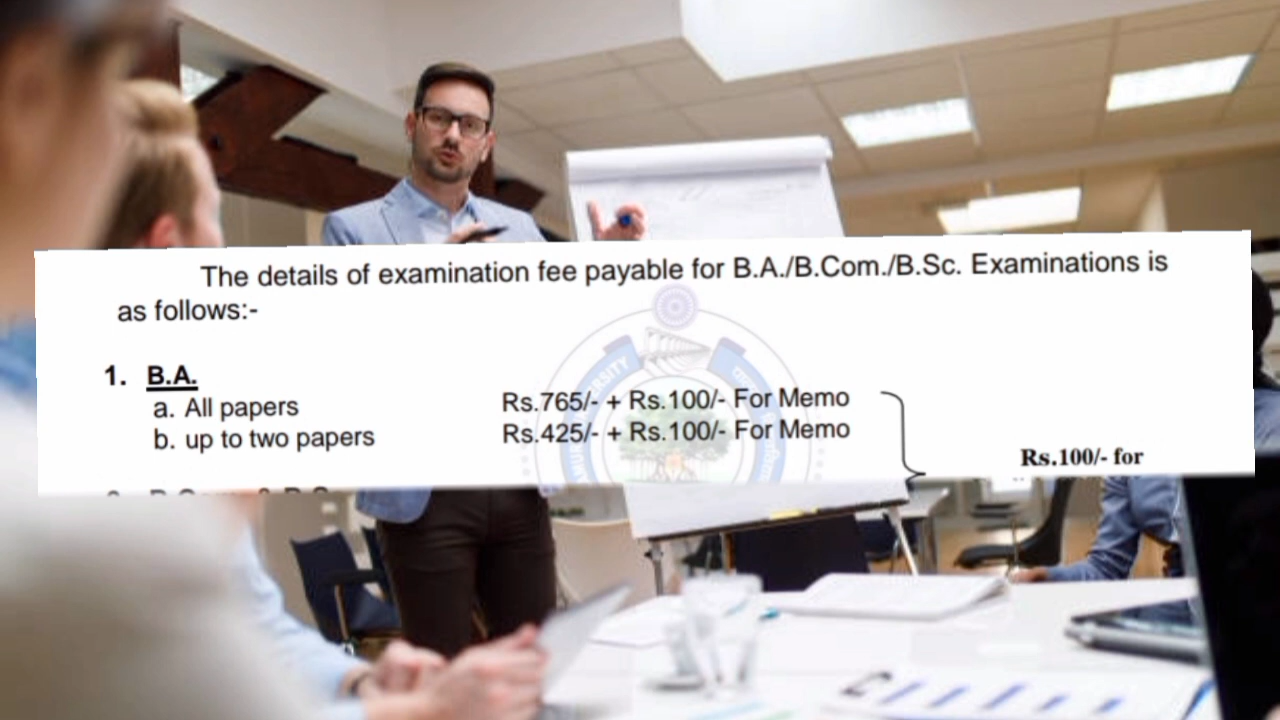 The details of examination fee payable for B.A./B.Com./B.Sc. Examinations is
as follows:-
1. B.A.
a. All papers Rs.765/- + Rs.100/- For Memo
b. up to two papers Rs.425/- + Rs.100/- For Memo
Rs.100/- for